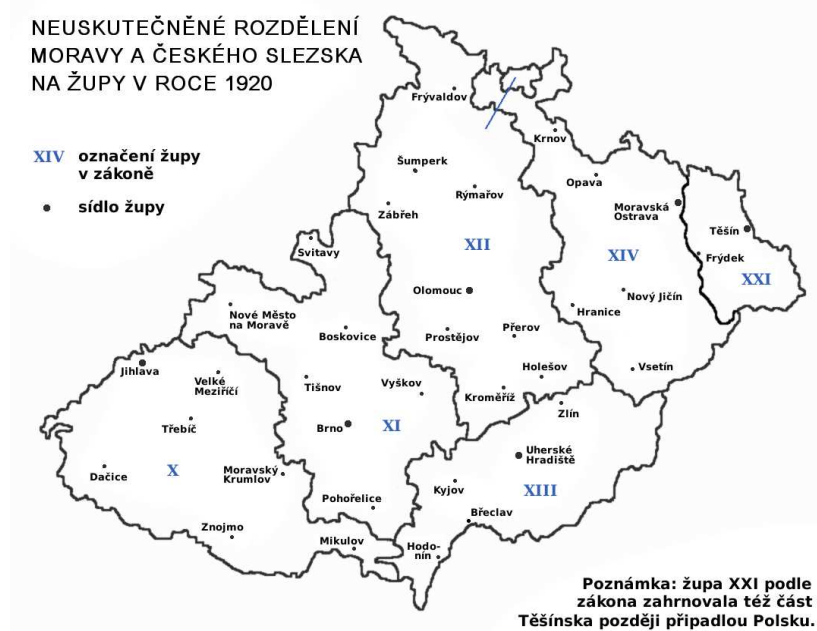 NEUSKUTEČNĚNÉ ROZDĚLENÍ
MORAVY A ČESKÉHO SLEZSKA
NA ŽUPY V ROCE 1920
XIV označení župy
v zákoně
sídlo župy
Frývaldov
Krnov
Šumperk
Opava
Rýmařov
Moravská
Ostrava
Zábřeh
Těšín
Svitavy
XII
XIV
Frýdek
XXI
Olomouc
Nový Jičín
Nové Město
na Moravě
Hranice
Boskovice
Prostějov
Přerov
Jihlava
Velké
Meziříčí
Tišnov
Vyškov
Holešov
Vsetín
Kroměříž
Zlín
Třebíč
Brno
XI
Uherské
Hradiště
Dačice
X
Moravský
Krumlov
Kyjov
XIII
Pohořelice
Břeclav
Znojmo
Mikulov
Hodo-
nín
Poznámka: župa XXI podle
zákona zahrnovala též část
Těšínska později připadlou Polsku.